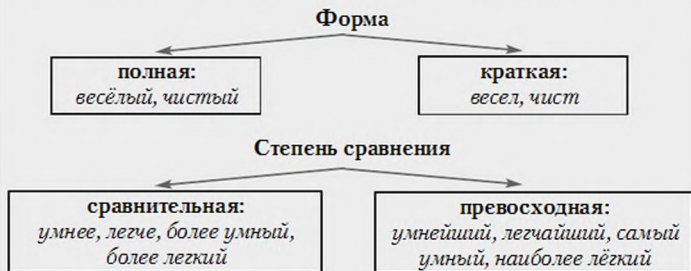 Форма
полная:
весёлый, чистый
краткая:
весел, чист
Степень сравнения
сравнительная:
умнее, легче, более умный,
более легкий
превосходная:
умнейший, легчайший, самый
умный, наиболее лёгкий